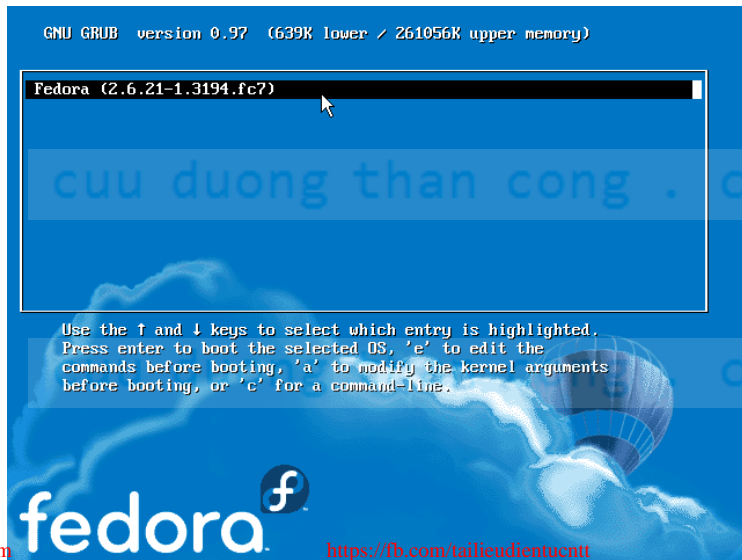 GNU GRUB version 0.97 (639K lower / 261056K upper memory)
Fedora (2.6.21-1.3194.fc7)
cuu duong than cong . c
Use the ↑ and ↓ keys to select which entry is highlighted.
Press enter to boot the selected OS, 'e' to edit the
commands before booting, 'a' to modify the kernel arguments
before booting, or 'c' for a command-line.
fedora
m
https://fb.com/tailieudientucntt